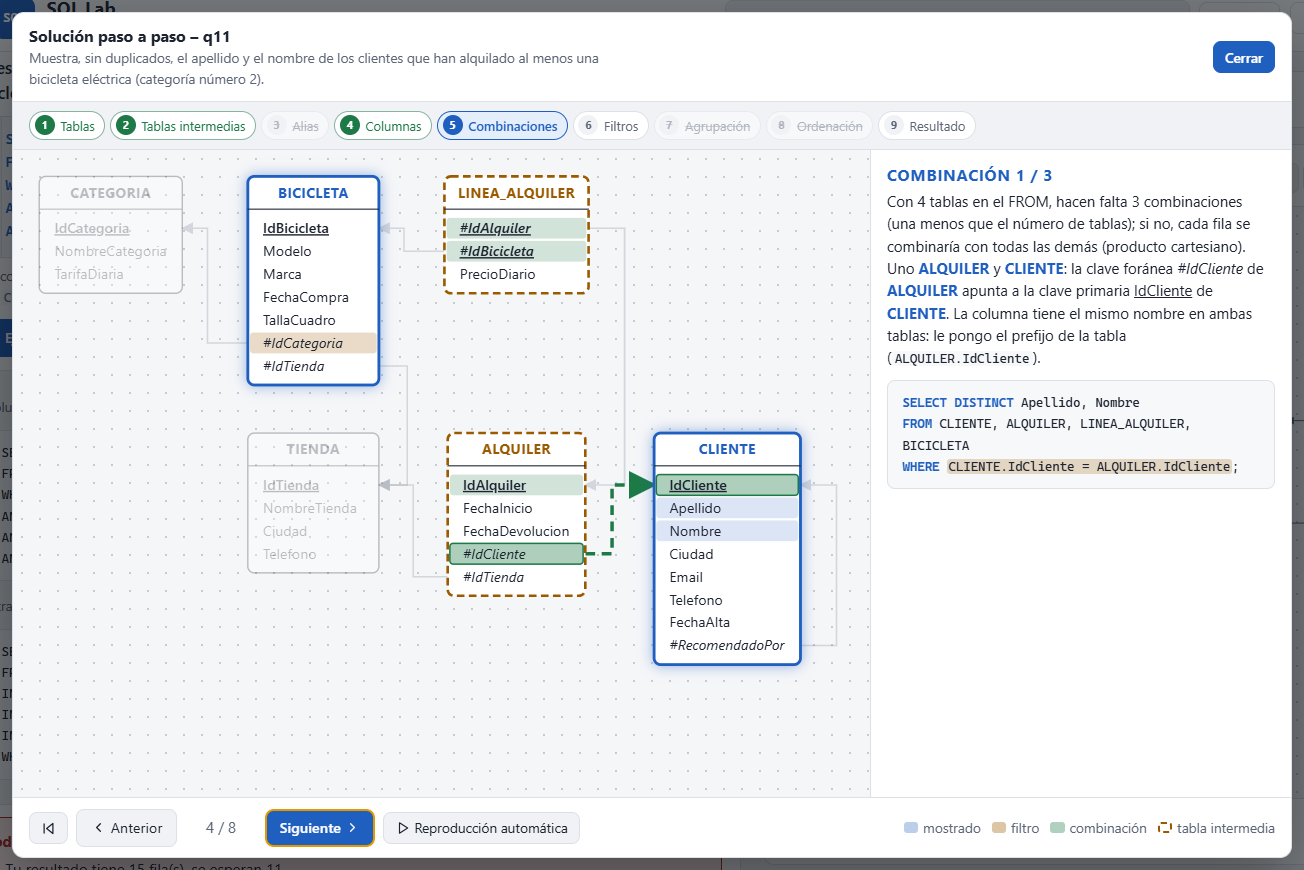 SQL Lab
Solución paso a paso – q11
Muestra, sin duplicados, el apellido y el nombre de los clientes que han alquilado al menos una
bicicleta eléctrica (categoría número 2).
Cerrar
1 Tablas
2 Tablas intermedias
3 Alias
4 Columnas
5 Combinaciones
6 Filtros
7 Agrupación
8 Ordenación
9 Resultado
CATEGORIA
IdCategoria
NombreCategoria
TarifaDiaria
BICICLETA
IdBicicleta
Modelo
Marca
FechaCompra
TallaCuadro
#IdCategoria
#IdTienda
LINEA_ALQUILER
#IdAlquiler
#IdBicicleta
PrecioDiario
TIENDA
IdTienda
NombreTienda
Ciudad
Telefono
ALQUILER
IdAlquiler
FechaInicio
FechaDevolucion
#IdCliente
#IdTienda
CLIENTE
IdCliente
Apellido
Nombre
Ciudad
Email
Telefono
FechaAlta
#RecomendadoPor
COMBINACIÓN 1 / 3
Con 4 tablas en el FROM, hacen falta 3 combinaciones
(una menos que el número de tablas); si no, cada fila se
combinaría con todas las demás (producto cartesiano).
Uno ALQUILER y CLIENTE: la clave foránea #IdCliente de
ALQUILER apunta a la clave primaria IdCliente de
CLIENTE. La columna tiene el mismo nombre en ambas
tablas: le pongo el prefijo de la tabla
(ALQUILER.IdCliente).
SELECT DISTINCT Apellido, Nombre
FROM CLIENTE, ALQUILER, LINEA_ALQUILER,
BICICLETA
WHERE CLIENTE.IdCliente = ALQUILER.IdCliente;
Anterior
4 / 8
Siguiente
Reproducción automática
mostrado
filtro
combinación
tabla intermedia
Tu resultado tiene 15 fila(s), se esperan 11